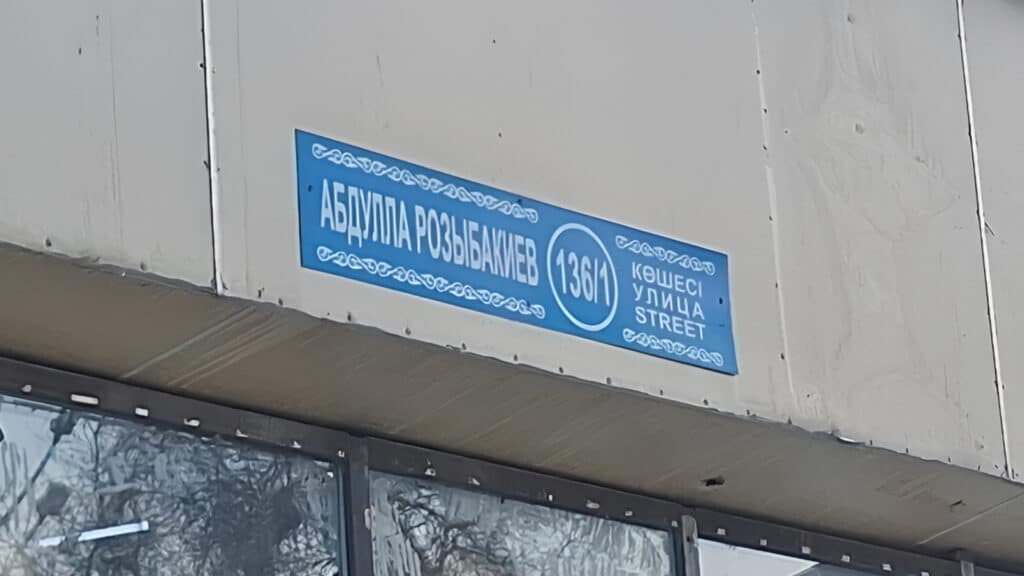 АБДУЛЛА РОЗЫБАКИЕВ
136/1
КӨШЕСІ
УЛИЦА
STREET